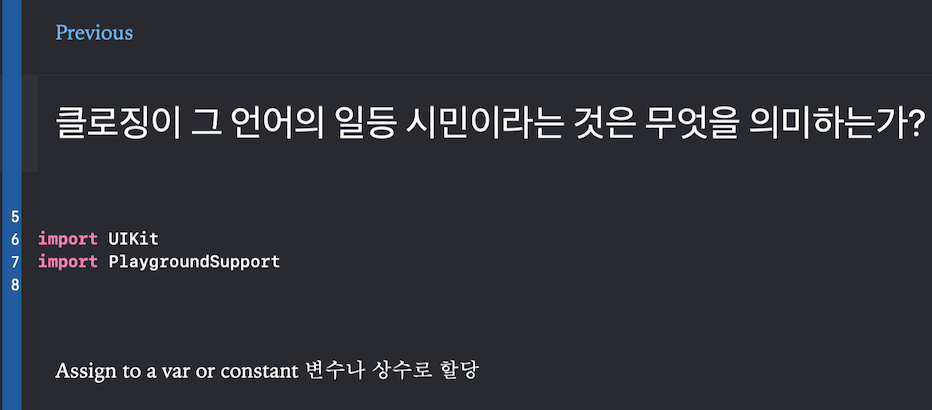 Previous
클로징이 그 언어의 일등 시민이라는 것은 무엇을 의미하는가?
5
6 import UIKit
7 import PlaygroundSupport
8
Assign to a var or constant 변수나 상수로 할당